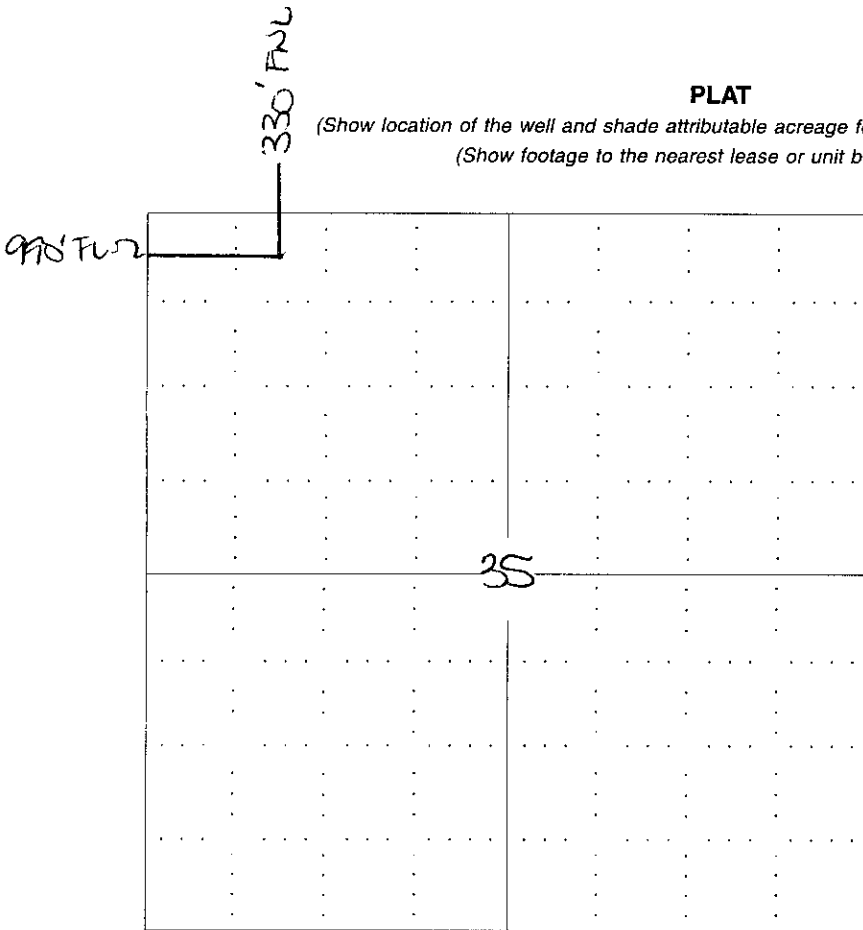 330' FNL
PLAT
(Show location of the well and shade attributable acreage f
(Show footage to the nearest lease or unit b
990'
35